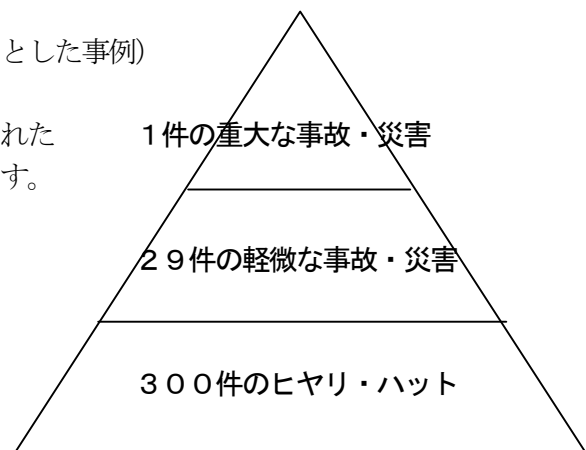 とした事例)
れた
す。
１件の重大な事故・災害
２９件の軽微な事故・災害
３００件のヒヤリ・ハット